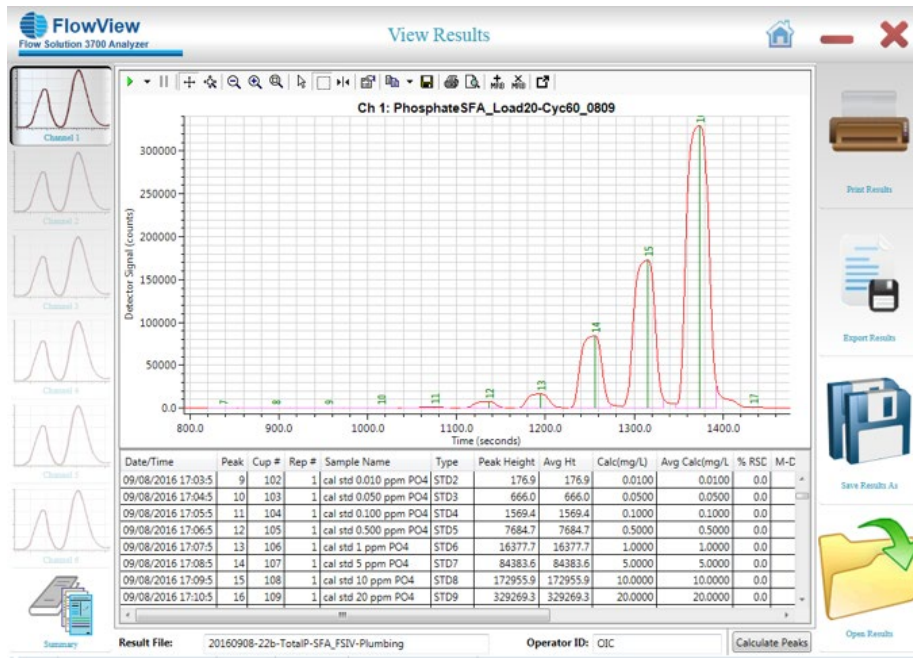 FlowView
Flow Solution 3700 Analyzer
View Results
Channel 1
Channel 2
Channel 3
Channel 4
Channel 5
Summary
MRD MRD
Ch 1: PhosphateSFA_Load20-Cyc60_0809
Detector Signal (counts)
300000
250000
200000
150000
100000
50000
0.0
7 8 9 10 11 12 13 14 15 17
800.0 900.0 1000.0 1100.0 1200.0 1300.0 1400.0
Time (seconds)
Date/Time Peak Cup # Rep # Sample Name Type Peak Height Avg Ht Calc(mg/L) Avg Calc(mg/L % RSD M-D
09/08/2016 17:03:5 9 102 1 cal std 0.010 ppm PO4 STD2 176.9 176.9 0.0100 0.0100 0.0
09/08/2016 17:04:5 10 103 1 cal std 0.050 ppm PO4 STD3 666.0 666.0 0.0500 0.0500 0.0
09/08/2016 17:05:5 11 104 1 cal std 0.100 ppm PO4 STD4 1569.4 1569.4 0.1000 0.1000 0.0
09/08/2016 17:06:5 12 105 1 cal std 0.500 ppm PO4 STD5 7684.7 7684.7 0.5000 0.5000 0.0
09/08/2016 17:07:5 13 106 1 cal std 1 ppm PO4 STD6 16377.7 16377.7 1.0000 1.0000 0.0
09/08/2016 17:08:5 14 107 1 cal std 5 ppm PO4 STD7 84383.6 84383.6 5.0000 5.0000 0.0
09/08/2016 17:09:5 15 108 1 cal std 10 ppm PO4 STD8 172955.9 172955.9 10.0000 10.0000 0.0
09/08/2016 17:10:5 16 109 1 cal std 20 ppm PO4 STD9 329269.3 329269.3 20.0000 20.0000 0.0
Result File: 20160908-22b-TotalP-SFA_FSIV-Plumbing Operator ID: OIC Calculate Peaks
Print Results
Export Results
Save Results As
Open Results